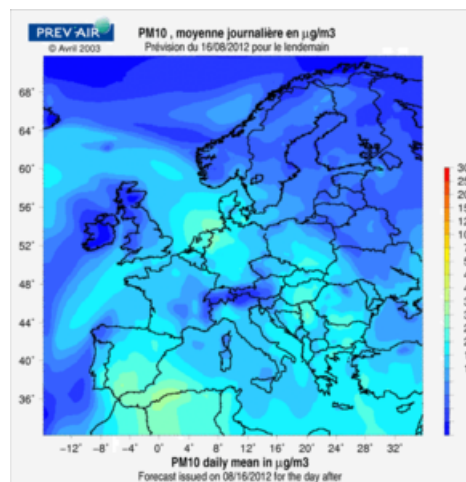 PREV'AIR
© Avril 2003
PM10 , moyenne journalière en µg/m3
Prévision du 16/08/2012 pour le lendemain
68°
64°
60°
56°
52°
48°
44°
40°
36°
−12° −8° −4° 0° 4° 8° 12° 16° 20° 24° 28° 32°
PM10 daily mean in µg/m3
Forecast issued on 08/16/2012 for the day after